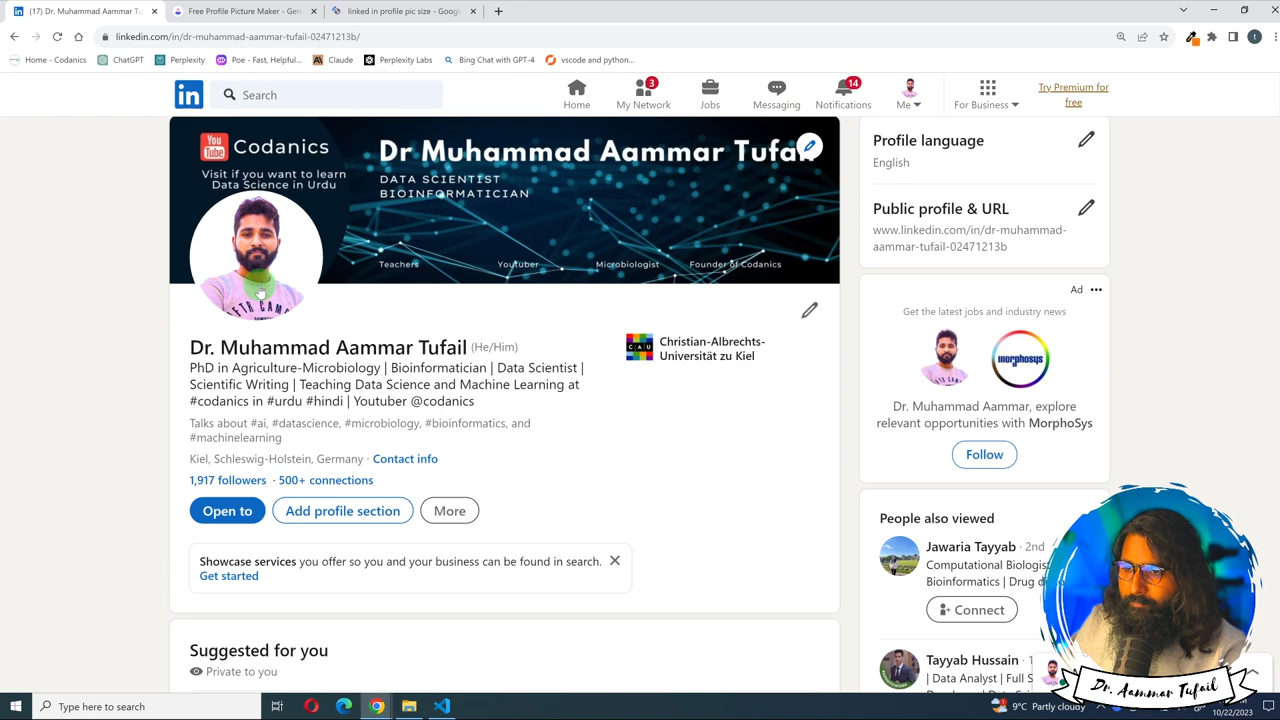 (17) Dr. Muhammad Aammar Tu
Free Profile Picture Maker - Gen
linked in profile pic size - Goog
linkedin.com/in/dr-muhammad-aammar-tufail-02471213b/
t
Home - Codanics
ChatGPT
Perplexity
Poe - Fast, Helpful...
Claude
Perplexity Labs
Bing Chat with GPT-4
vscode and python...
in
Search
Home
3
My Network
Jobs
Messaging
14
Notifications
Me
For Business
Try Premium for
free
You
Tube
Codanics
Visit if you want to learn
Data Science in Urdu
Dr Muhammad Aammar Tufail
DATA SCIENTIST
BIOINFORMATICIAN
Teachers
Youtuber
Microbiologist
Founder of Codanics
Dr. Muhammad Aammar Tufail (He/Him)
PhD in Agriculture-Microbiology | Bioinformatician | Data Scientist |
Scientific Writing | Teaching Data Science and Machine Learning at
#codanics in #urdu #hindi | Youtuber @codanics
Talks about #ai, #datascience, #microbiology, #bioinformatics, and
#machinelearning
Kiel, Schleswig-Holstein, Germany · Contact info
1,917 followers · 500+ connections
Open to
Add profile section
More
CAU
Christian-Albrechts-
Universität zu Kiel
Showcase services you offer so you and your business can be found in search.
Get started
Suggested for you
Private to you
Profile language
English
Public profile & URL
www.linkedin.com/in/dr-muhammad-
aammar-tufail-02471213b
Ad
Get the latest jobs and industry news
morphosys
Dr. Muhammad Aammar, explore
relevant opportunities with MorphoSys
Follow
People also viewed
Jawaria Tayyab · 2nd
Computational Biologist
Bioinformatics | Drug
Connect
Tayyab Hussain
| Data Analyst | Full
Dr. Aammar Tufail
Type here to search
9°C Partly cloudy
10/22/2023